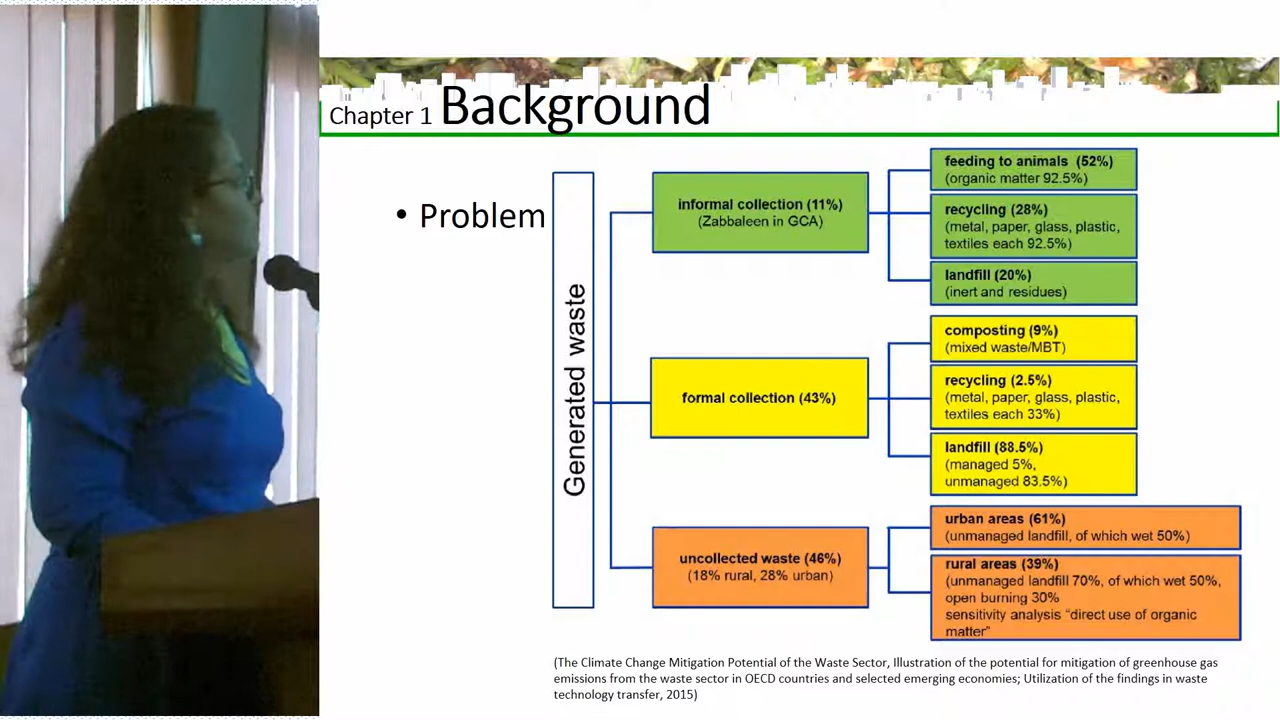 Chapter 1 Background
• Problem
Generated waste
informal collection (11%)
(Zabbaleen in GCA)
feeding to animals (52%)
(organic matter 92.5%)
recycling (28%)
(metal, paper, glass, plastic,
textiles each 92.5%)
landfill (20%)
(inert and residues)
formal collection (43%)
composting (9%)
(mixed waste/MBT)
recycling (2.5%)
(metal, paper, glass, plastic,
textiles each 33%)
landfill (88.5%)
(managed 5%,
unmanaged 83.5%)
uncollected waste (46%)
(18% rural, 28% urban)
urban areas (61%)
(unmanaged landfill, of which wet 50%)
rural areas (39%)
(unmanaged landfill 70%, of which wet 50%,
open burning 30%
sensitivity analysis “direct use of organic
matter”
(The Climate Change Mitigation Potential of the Waste Sector, Illustration of the potential for mitigation of greenhouse gas
emissions from the waste sector in OECD countries and selected emerging economies; Utilization of the findings in waste
technology transfer, 2015)